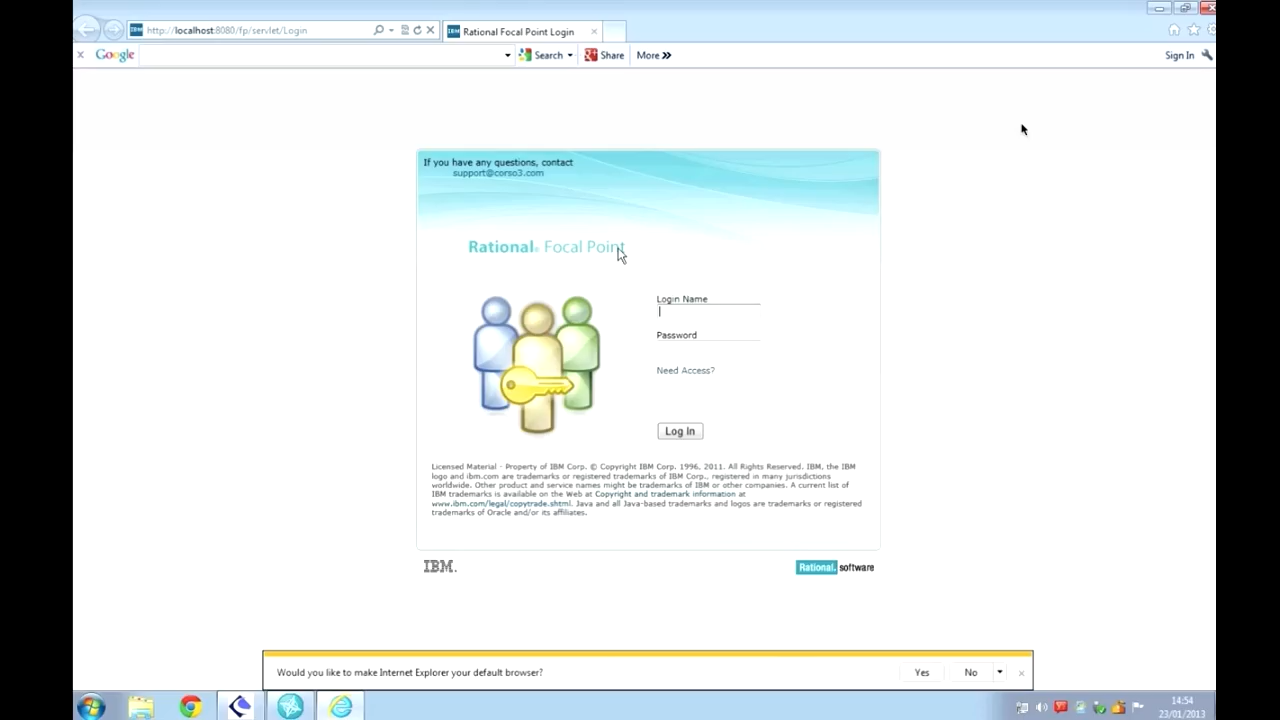 http://localhost:8080/fp/servlet/Login
Rational Focal Point Login
Google
Search
Share
More »
Sign In
If you have any questions, contact
support@corso3.com
Rational® Focal Point
Login Name
Password
Need Access?
Log In
Licensed Material - Property of IBM Corp. © Copyright IBM Corp. 1996, 2011. All Rights Reserved. IBM, the IBM
logo and ibm.com are trademarks or registered trademarks of IBM Corp., registered in many jurisdictions
worldwide. Other product and service names might be trademarks of IBM or other companies. A current list of
IBM trademarks is available on the Web at Copyright and trademark information at
www.ibm.com/legal/copytrade.shtml. Java and all Java-based trademarks and logos are trademarks or registered
trademarks of Oracle and/or its affiliates.
IBM.
Rational. software
Would you like to make Internet Explorer your default browser?
Yes
No
14:54
23/01/2013